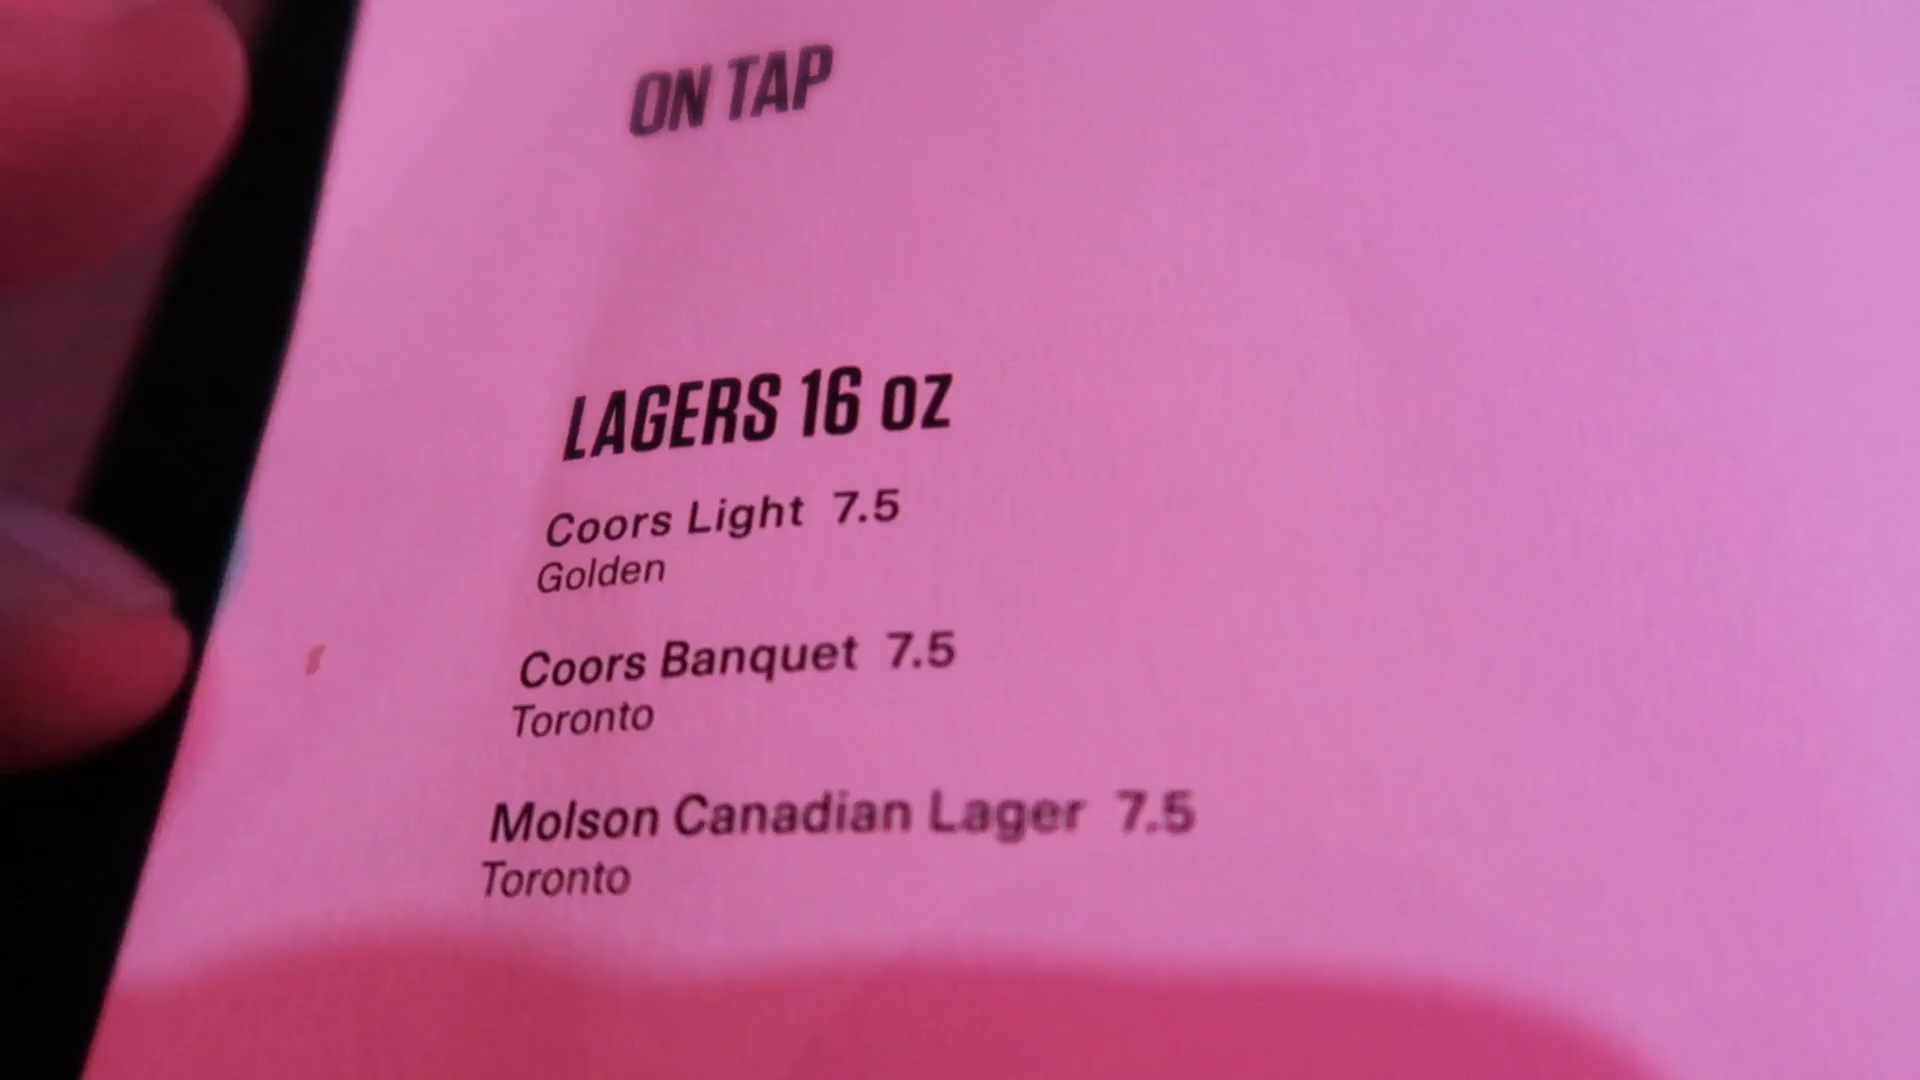 ON TAP
LAGERS 16 oz
Coors Light 7.5
Golden
Coors Banquet 7.5
Toronto
Molson Canadian Lager 7.5
Toronto